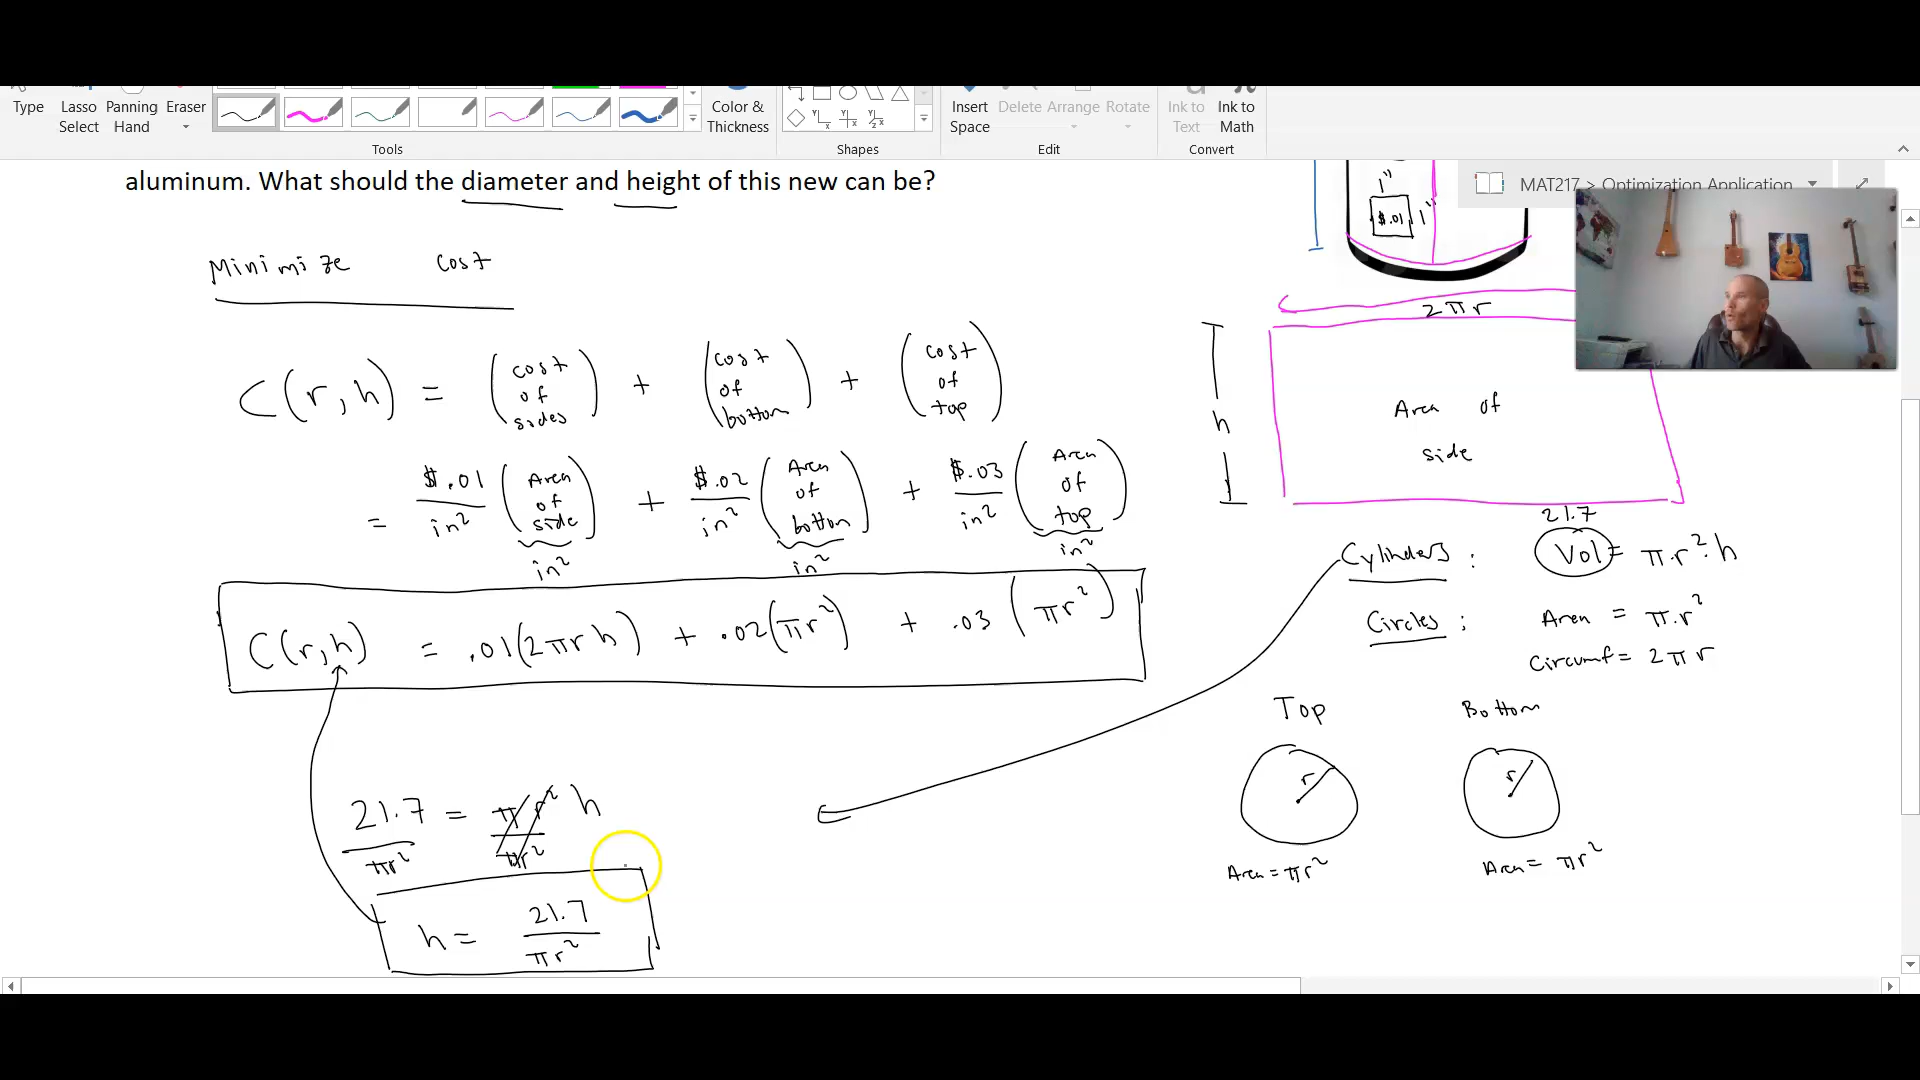 Type
Lasso Select
Panning Hand
Eraser
Color & Thickness
Insert Space
Delete
Arrange
Rotate
Ink to Text
Ink to Math
Tools
Shapes
Edit
Convert
aluminum. What should the diameter and height of this new can be?
MAT217 > Optimization Application
1"
$.01 1"
Minimize cost
2πr
C(r,h) = (cost of sides) + (cost of bottom) + (cost of top)
h
Area of
side
= $.01/in² (Area of side) + $.02/in² (Area of bottom) + $.03/in² (Area of top)
in² in² in²
21.7
Cylinders : Vol = π·r²·h
C(r,h) = .01(2πrh) + .02(πr²) + .03(πr²)
Circles : Area = π·r²
Circumf = 2πr
Top Bottom
r r
21.7/πr² = πr²/πr² h
Area = πr² Area = πr²
h = 21.7/πr²